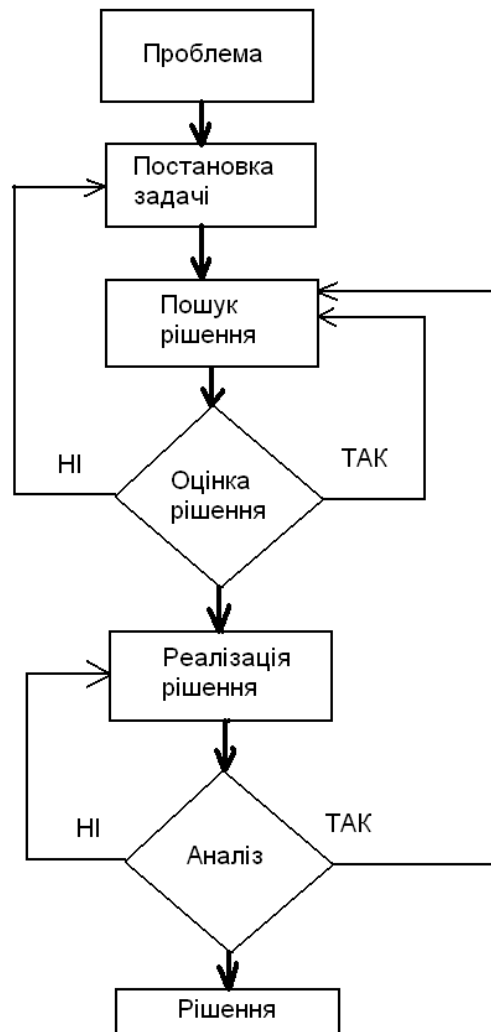 Проблема
Постановка
задачі
Пошук
рішення
НІ
ТАК
Оцінка
рішення
Реалізація
рішення
НІ
ТАК
Аналіз
Рішення